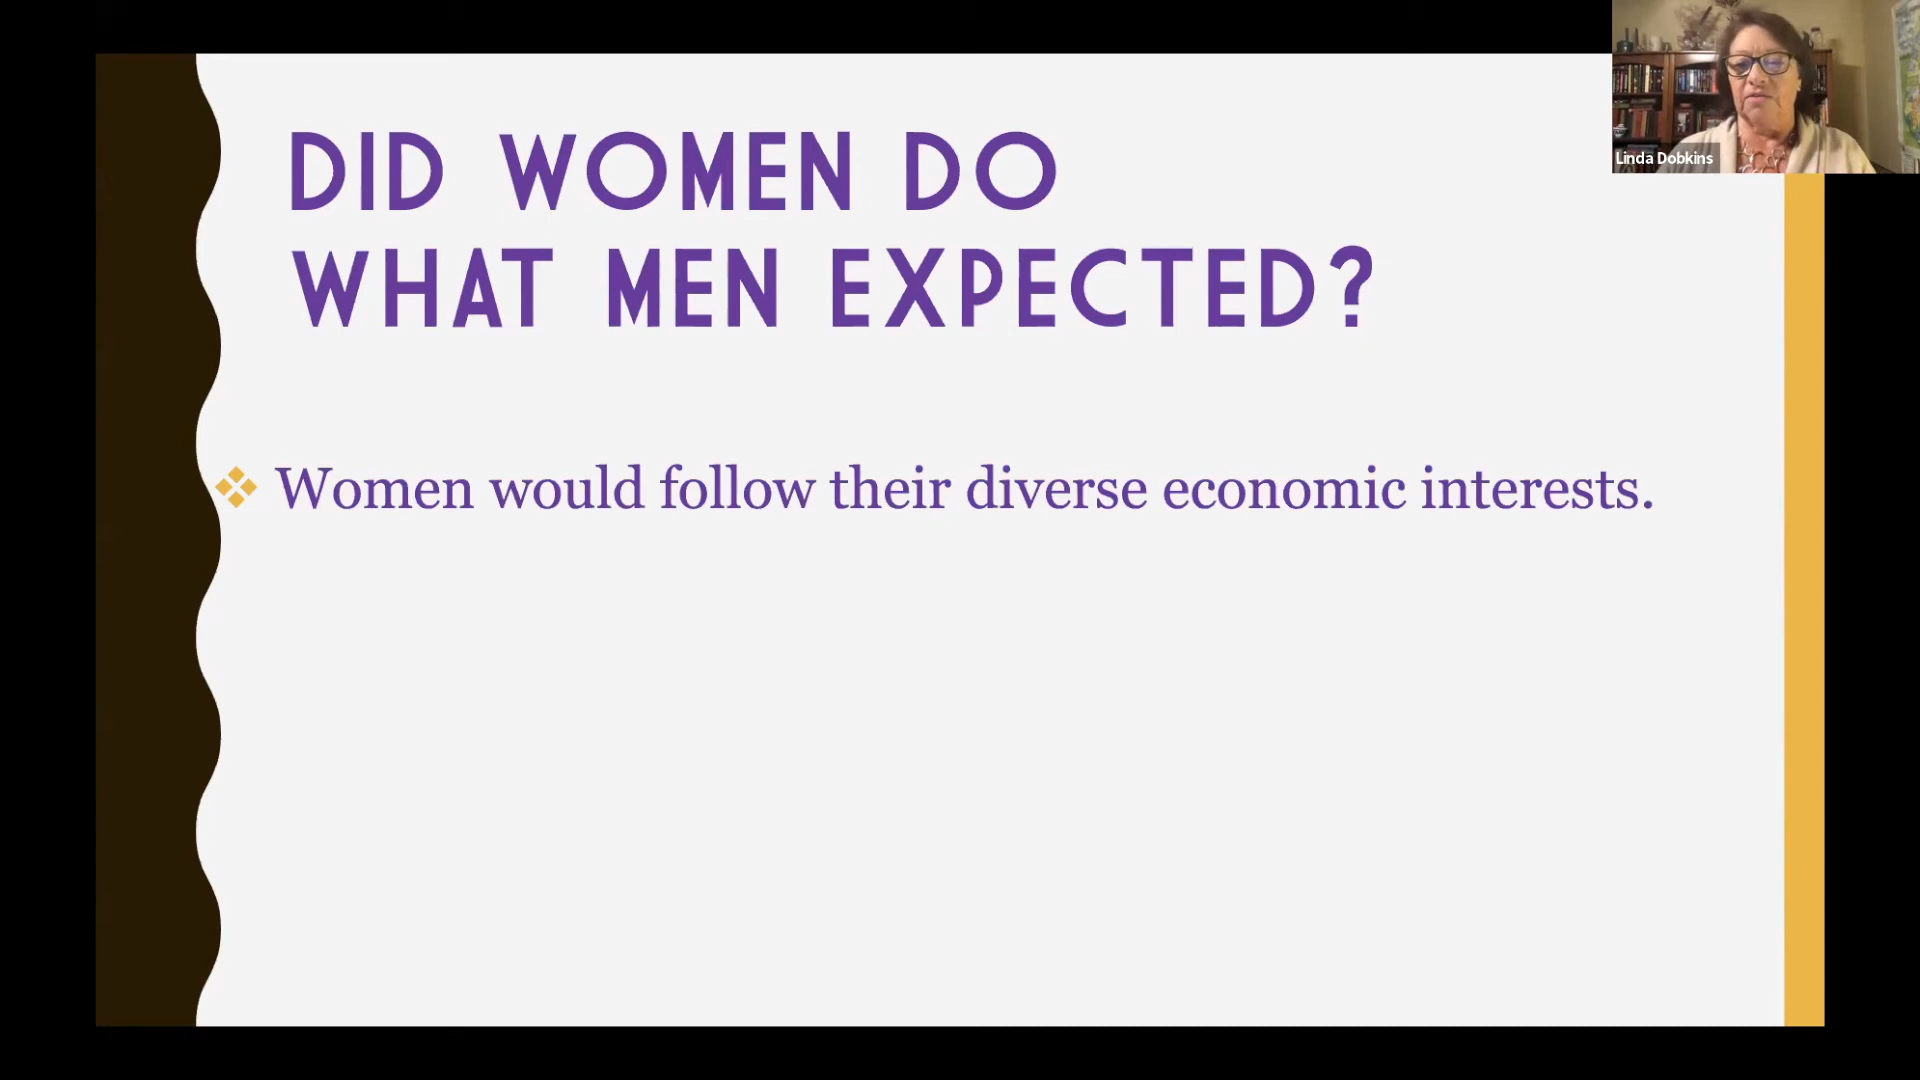 DID WOMEN DO
WHAT MEN EXPECTED?
Women would follow their diverse economic interests.
Linda Dobkins